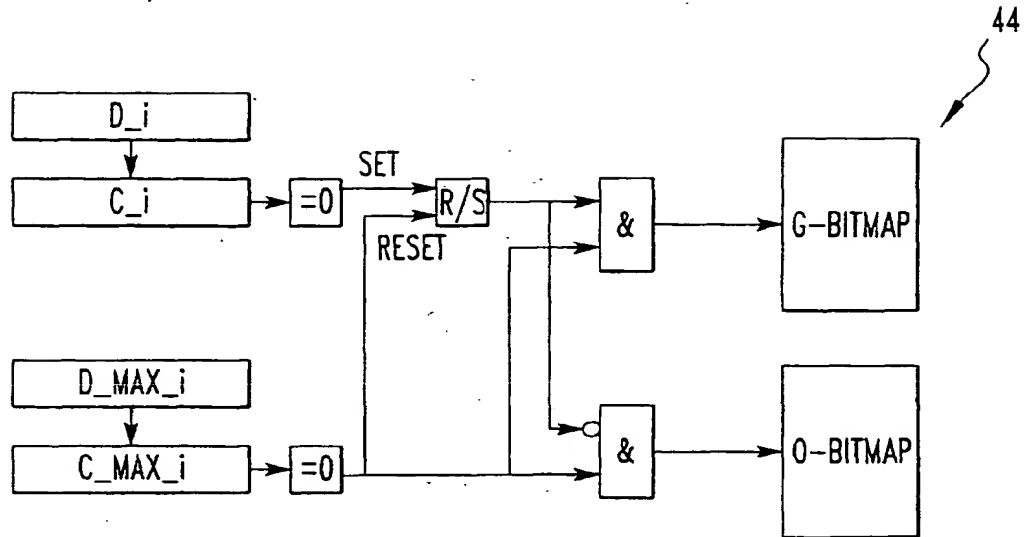 44
D_i
C_i
=0
SET
R/S
RESET
&
G-BITMAP
D_MAX_i
C_MAX_i
=0
&
O-BITMAP